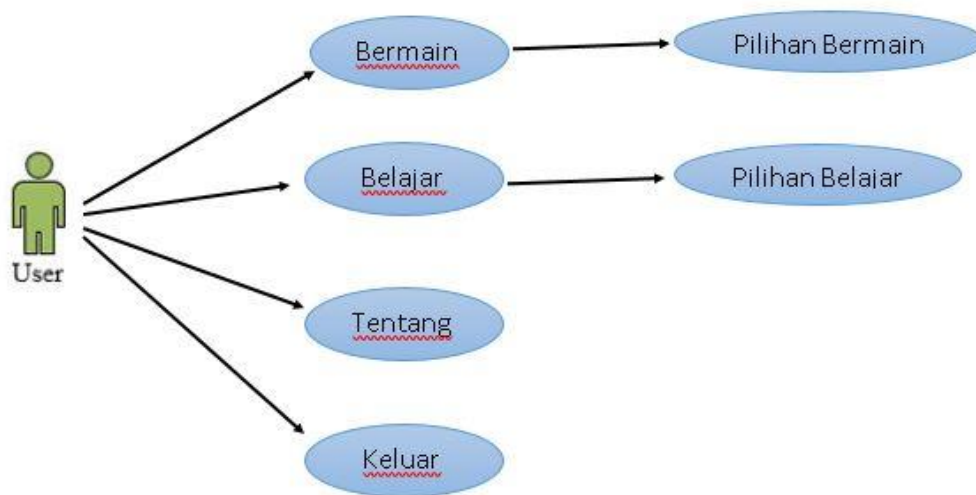 Bermain
Pilihan Bermain
Belajar
Pilihan Belajar
User
Tentang
Keluar